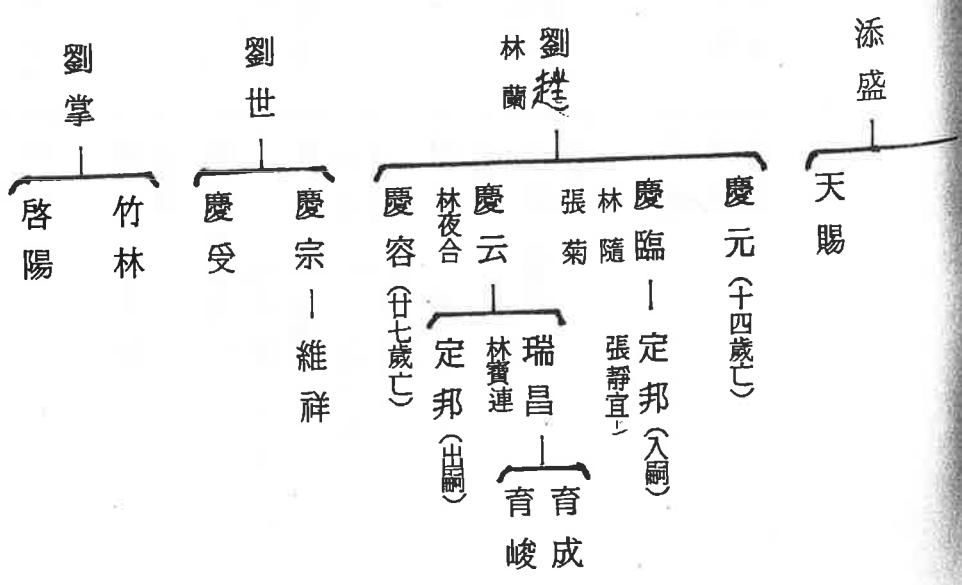 添盛
天賜
劉
林蘭
慶元(十四歲亡)
慶臨
林隨
張菊
定邦(入嗣)
張靜宜
慶云
林夜合
瑞昌
林寶連
育成
育峻
定邦(出嗣)
慶容(廿七歲亡)
劉世
慶宗
維祥
慶受
劉掌
竹林
啓陽